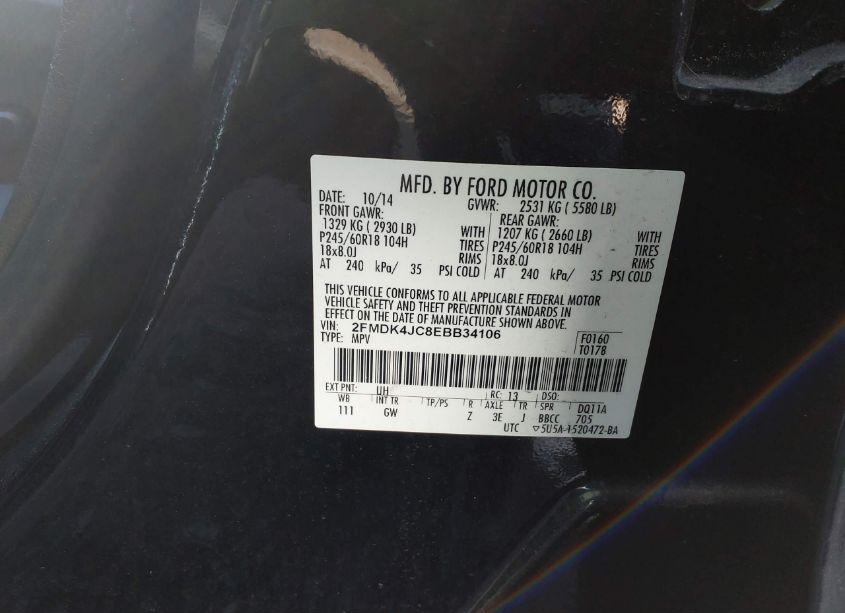 MFD. BY FORD MOTOR CO.
DATE: 10/14 GVWR: 2531 KG ( 5580 LB)
FRONT GAWR: REAR GAWR:
1329 KG ( 2930 LB) WITH 1207 KG ( 2660 LB) WITH
P245/60R18 104H TIRES P245/60R18 104H TIRES
18x8.0J RIMS 18x8.0J RIMS
AT 240 kPa/ 35 PSI COLD AT 240 kPa/ 35 PSI COLD
THIS VEHICLE CONFORMS TO ALL APPLICABLE FEDERAL MOTOR
VEHICLE SAFETY AND THEFT PREVENTION STANDARDS IN
EFFECT ON THE DATE OF MANUFACTURE SHOWN ABOVE.
VIN: 2FMDK4JC8EBB34106 F0160
TYPE: MPV T0178
EXT PNT: UH RC: 13 DSO:
WB INT TR TP/PS R AXLE TR SPR DQ11A
111 GW Z 3E J BBCC 705
UTC ▽5U5A-1520472-BA